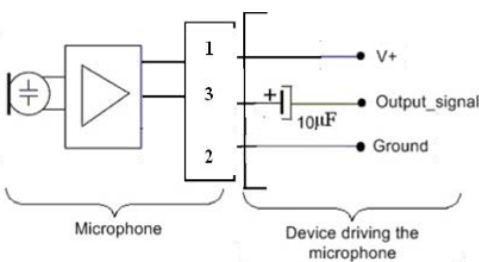 1
V+
3
+
Output_signal
10µF
Ground
2
Microphone
Device driving the
microphone